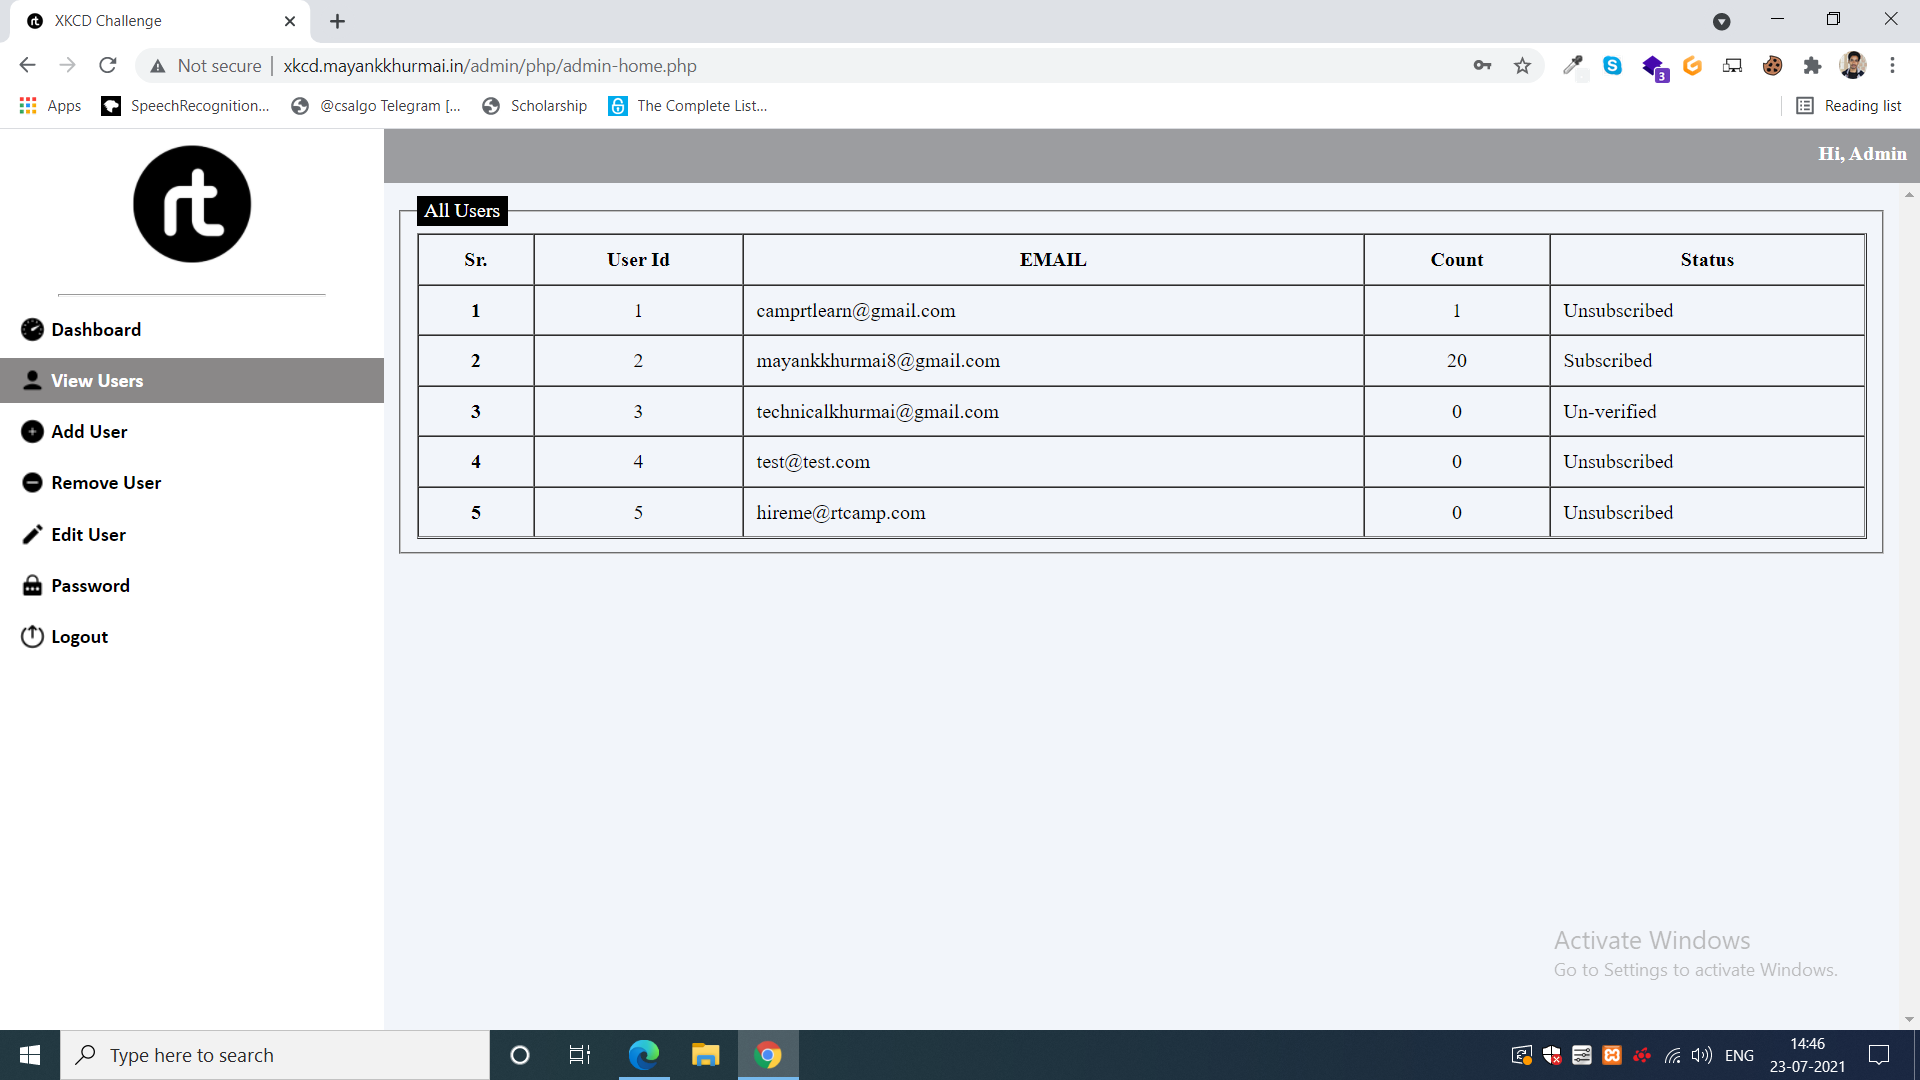 XKCD Challenge
Not secure
xkcd.mayankkhurmai.in/admin/php/admin-home.php
3
Apps
SpeechRecognition...
@csalgo Telegram [...
Scholarship
The Complete List...
Reading list
rt
Hi, Admin
Dashboard
View Users
Add User
Remove User
Edit User
Password
Logout
All Users
Sr. User Id EMAIL Count Status
1 1 camprtlearn@gmail.com 1 Unsubscribed
2 2 mayankkhurmai8@gmail.com 20 Subscribed
3 3 technicalkhurmai@gmail.com 0 Un-verified
4 4 test@test.com 0 Unsubscribed
5 5 hireme@rtcamp.com 0 Unsubscribed
Activate Windows
Go to Settings to activate Windows.
Type here to search
ENG
14:46
23-07-2021